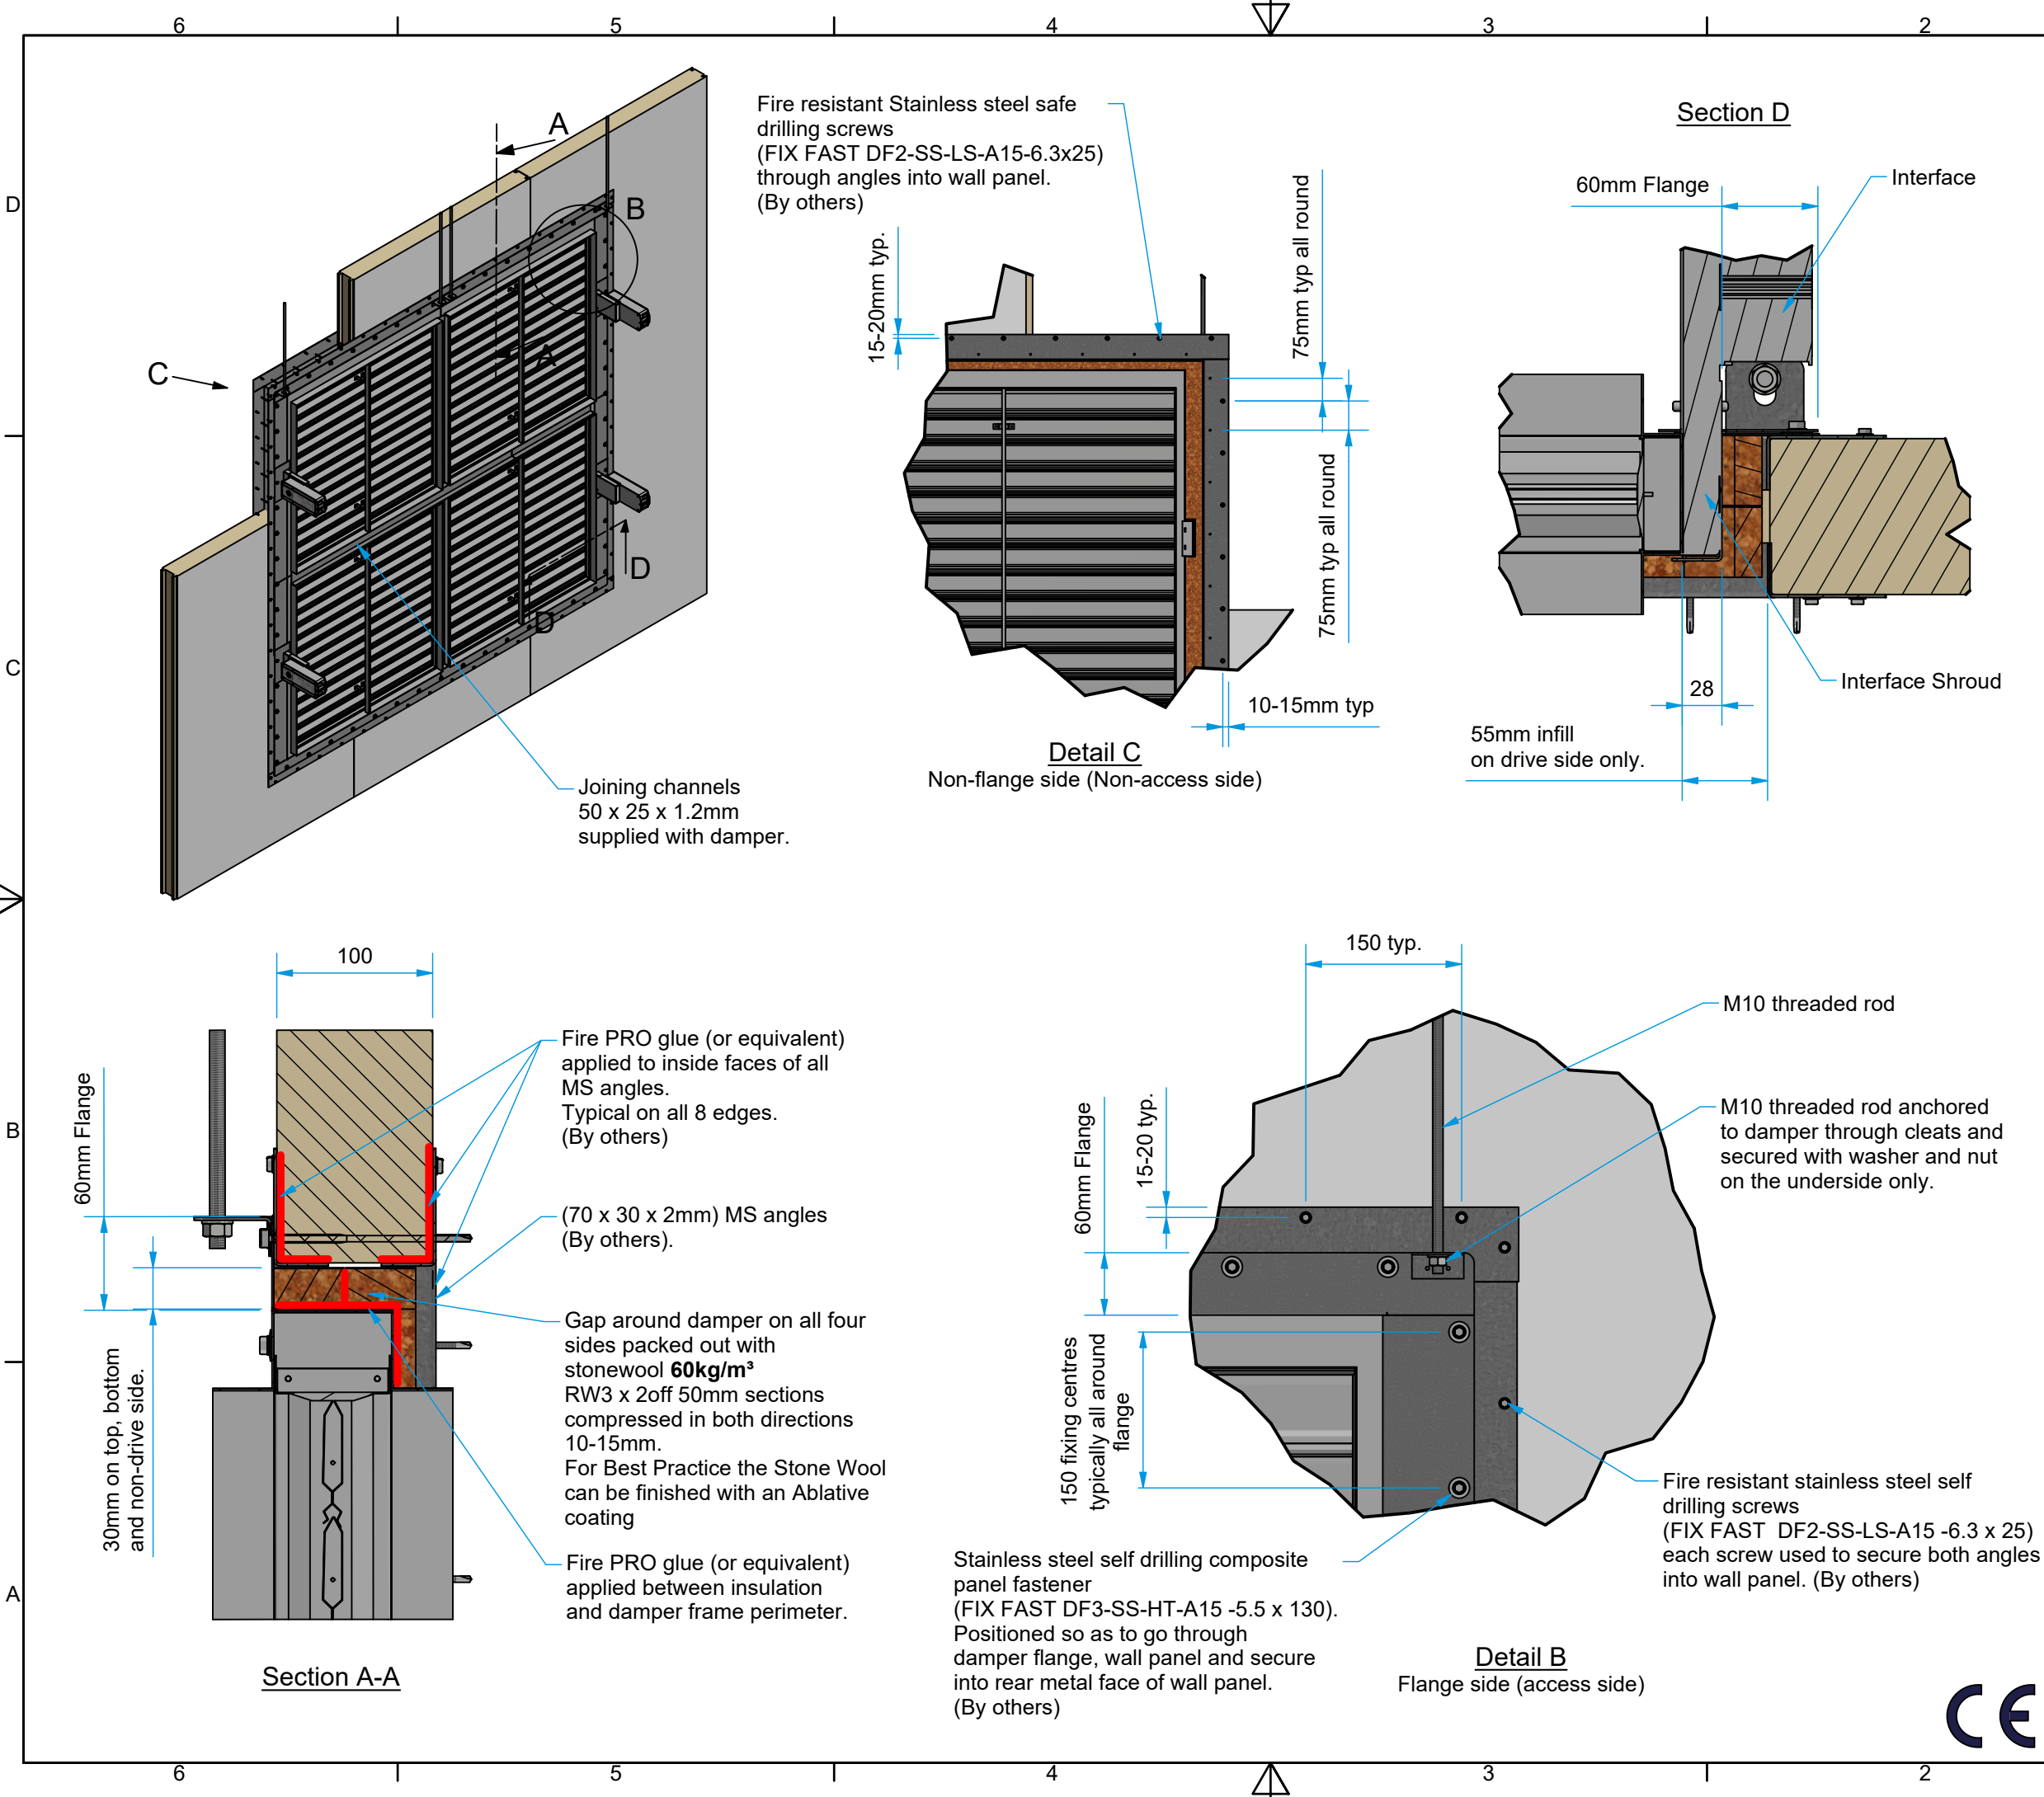 6
5
4
3
2
D
C
B
A
A
A
B
C
D
D
Joining channels
50 x 25 x 1.2mm
supplied with damper.
Fire resistant Stainless steel safe
drilling screws
(FIX FAST DF2-SS-LS-A15-6.3x25)
through angles into wall panel.
(By others)
15-20mm typ.
75mm typ all round
75mm typ all round
10-15mm typ
Detail C
Non-flange side (Non-access side)
Section D
60mm Flange
Interface
28
Interface Shroud
55mm infill
on drive side only.
100
60mm Flange
30mm on top, bottom
and non-drive side.
Fire PRO glue (or equivalent)
applied to inside faces of all
MS angles.
Typical on all 8 edges.
(By others)
(70 x 30 x 2mm) MS angles
(By others).
Gap around damper on all four
sides packed out with
stonewool 60kg/m³
RW3 x 2off 50mm sections
compressed in both directions
10-15mm.
For Best Practice the Stone Wool
can be finished with an Ablative
coating
Fire PRO glue (or equivalent)
applied between insulation
and damper frame perimeter.
Section A-A
150 typ.
60mm Flange
15-20 typ.
150 fixing centres
typically all around
flange
M10 threaded rod
M10 threaded rod anchored
to damper through cleats and
secured with washer and nut
on the underside only.
Fire resistant stainless steel self
drilling screws
(FIX FAST  DF2-SS-LS-A15 -6.3 x 25)
each screw used to secure both angles
into wall panel. (By others)
Stainless steel self drilling composite
panel fastener
(FIX FAST DF3-SS-HT-A15 -5.5 x 130).
Positioned so as to go through
damper flange, wall panel and secure
into rear metal face of wall panel.
(By others)
Detail B
Flange side (access side)
CE
6
5
4
3
2